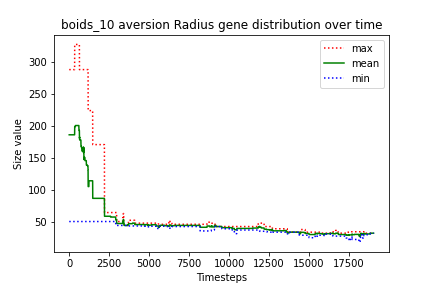 boids_10 aversion Radius gene distribution over time
max
mean
min
Size value
300
250
200
150
100
50
0
2500
5000
7500
10000
12500
15000
17500
Timesteps